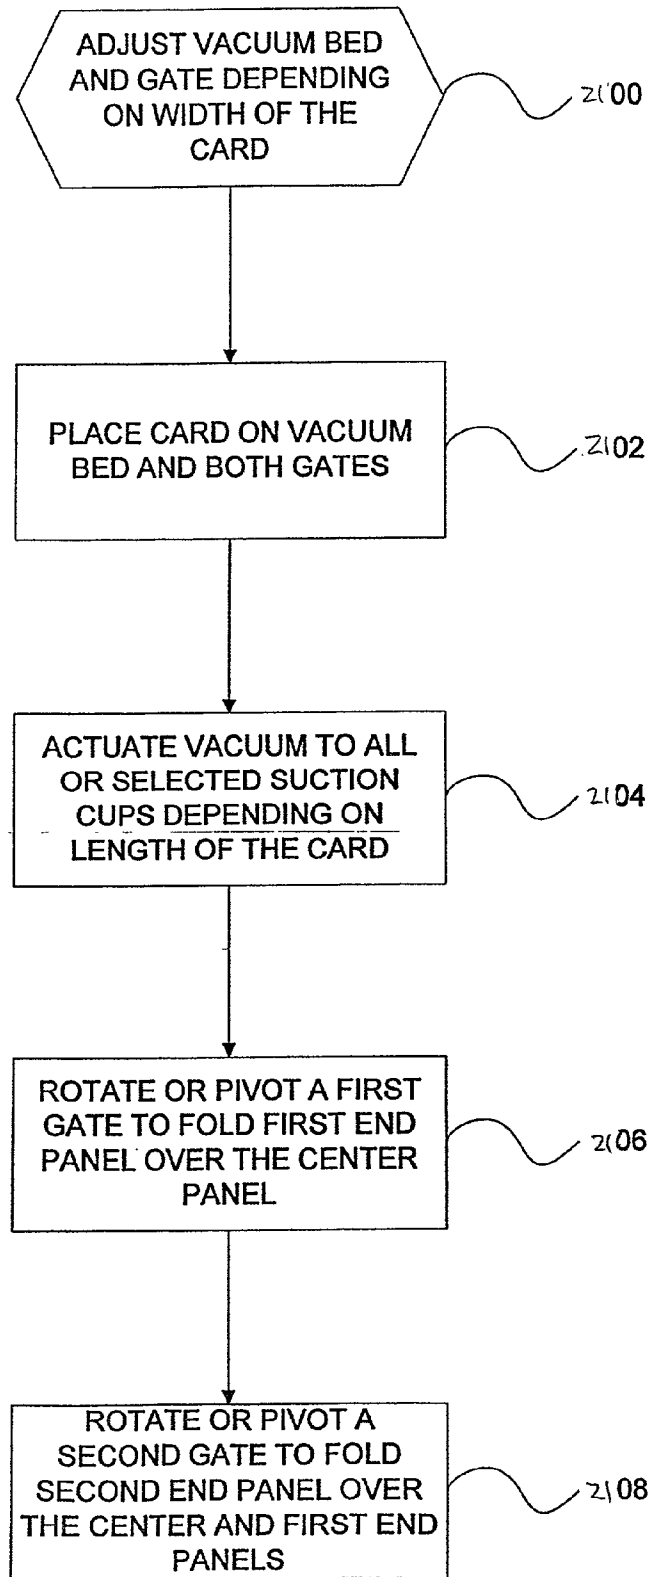 ADJUST VACUUM BED
AND GATE DEPENDING
ON WIDTH OF THE
CARD
2100
PLACE CARD ON VACUUM
BED AND BOTH GATES
2102
ACTUATE VACUUM TO ALL
OR SELECTED SUCTION
CUPS DEPENDING ON
LENGTH OF THE CARD
2104
ROTATE OR PIVOT A FIRST
GATE TO FOLD FIRST END
PANEL OVER THE CENTER
PANEL
2106
ROTATE OR PIVOT A
SECOND GATE TO FOLD
SECOND END PANEL OVER
THE CENTER AND FIRST END
PANELS
2108